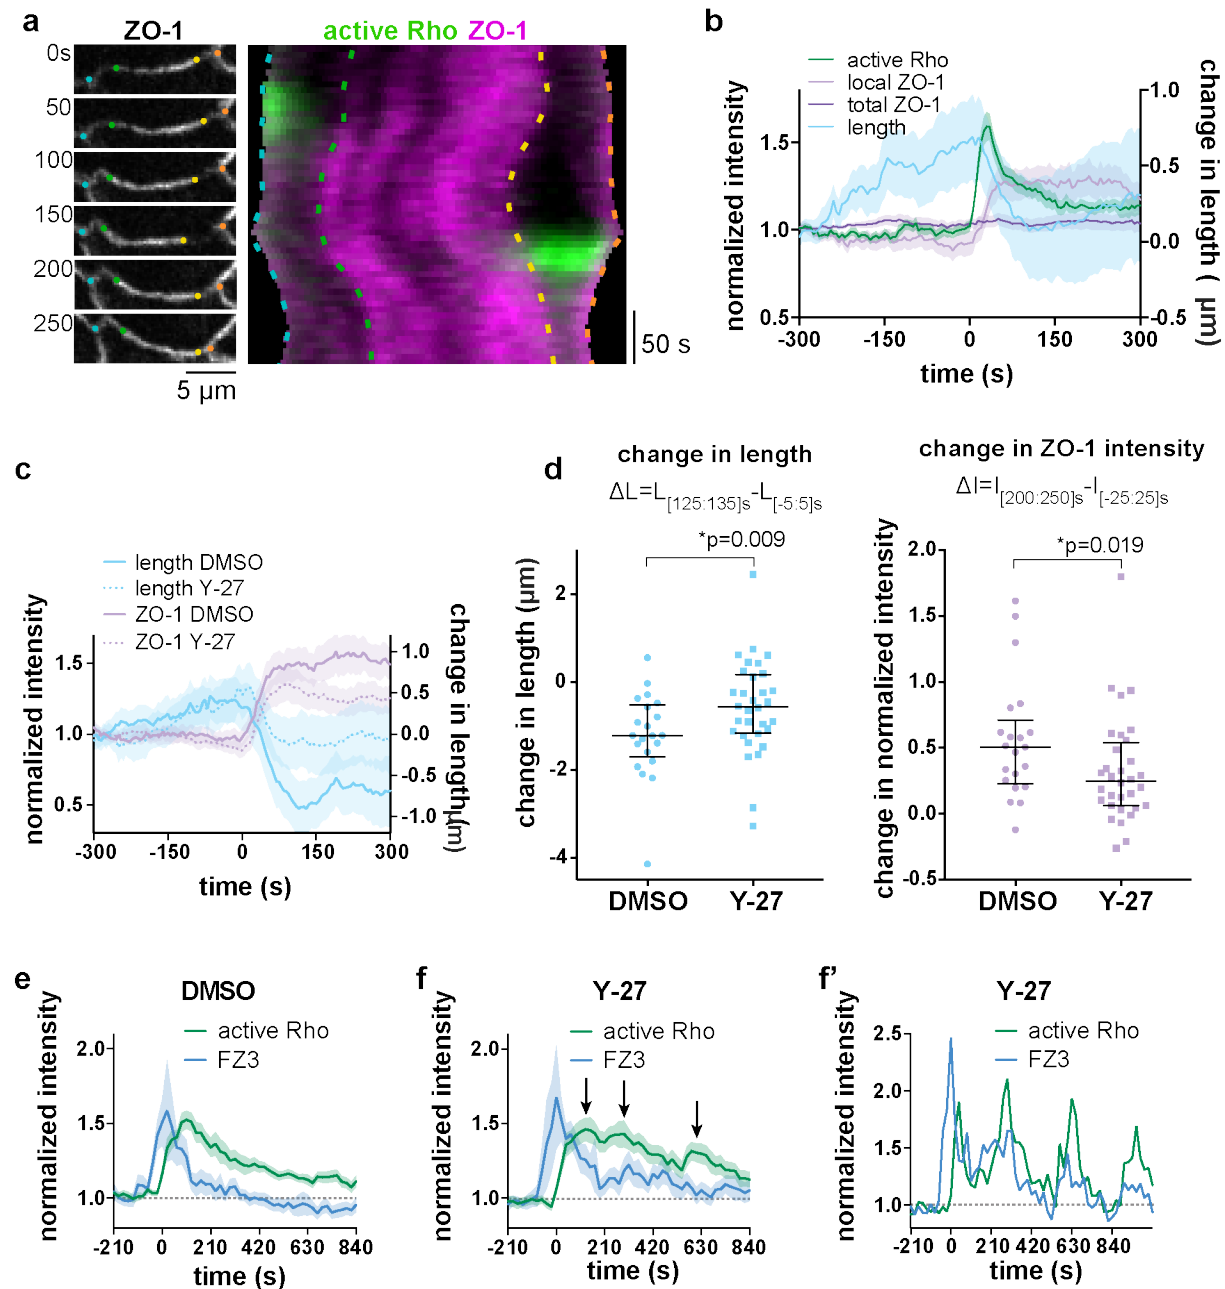 a
ZO-1
active Rho ZO-1
0s
50
100
150
200
250
5 µm
50 s
b
active Rho
local ZO-1
total ZO-1
length
normalized intensity
change in length ( µm)
1.5
1.0
0.5
1.0
0.5
0.0
-0.5
-300
-150
0
150
300
time (s)
c
length DMSO
length Y-27
ZO-1 DMSO
ZO-1 Y-27
normalized intensity
change in length(µm)
1.5
1.0
0.5
1.0
0.5
0.0
-0.5
-1.0
-300
-150
0
150
300
time (s)
d
change in length
ΔL=L[125:135]s-L[-5:5]s
*p=0.009
change in length (µm)
2
0
-2
-4
DMSO
Y-27
change in ZO-1 intensity
ΔI=I[200:250]s-I[-25:25]s
*p=0.019
change in normalized intensity
2.0
1.5
1.0
0.5
0.0
-0.5
DMSO
Y-27
e
DMSO
active Rho
FZ3
normalized intensity
2.0
1.5
1.0
-210
0
210
420
630
840
time (s)
f
Y-27
active Rho
FZ3
normalized intensity
2.0
1.5
1.0
-210
0
210
420
630
840
time (s)
f’
Y-27
active Rho
FZ3
normalized intensity
2.5
2.0
1.5
1.0
-210
0
210
420
630
840
time (s)